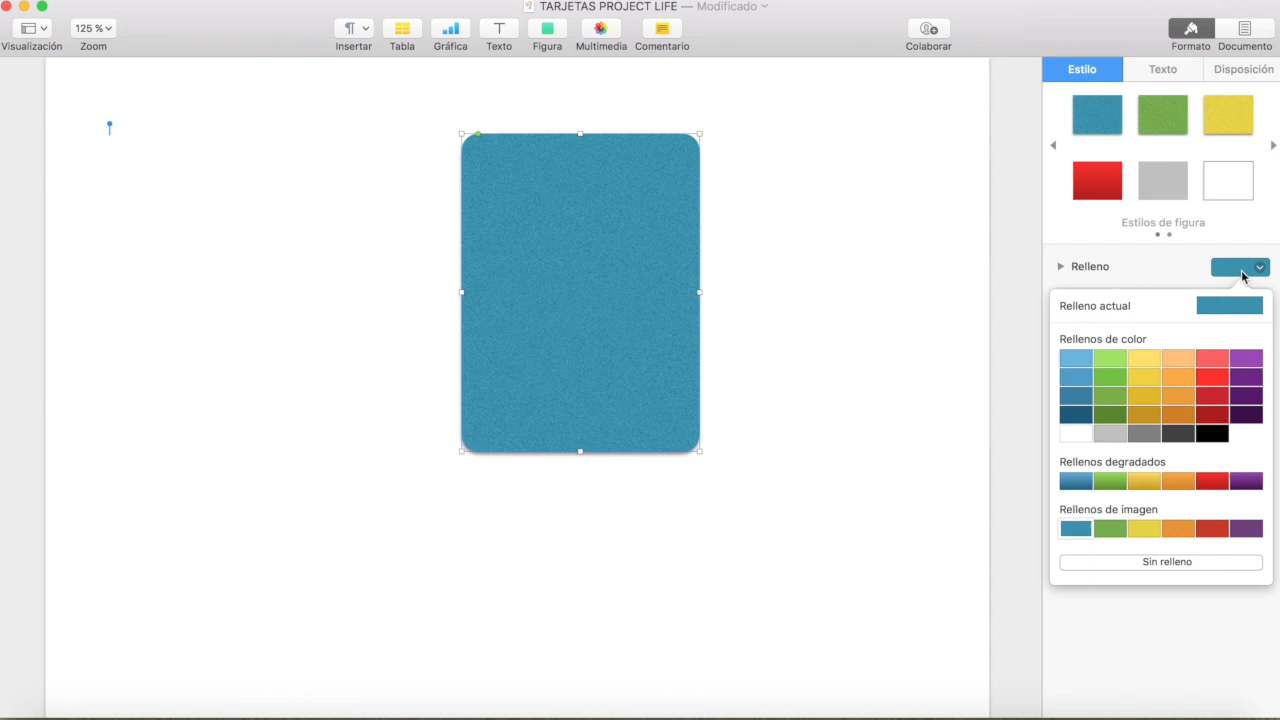 TARJETAS PROJECT LIFE — Modificado
125 %
Visualización Zoom Insertar Tabla Gráfica Texto Figura Multimedia Comentario Colaborar Formato Documento
Estilo Texto Disposición
Estilos de figura
Relleno
Relleno actual
Rellenos de color
Rellenos degradados
Rellenos de imagen
Sin relleno